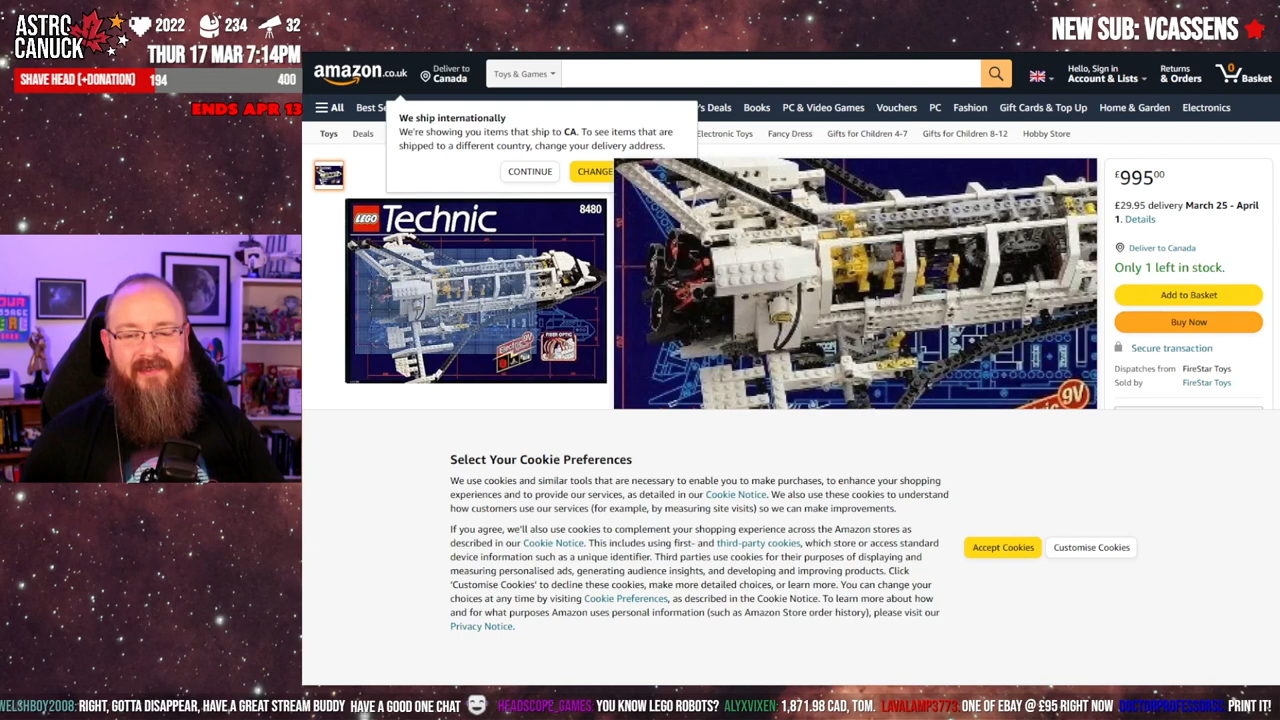 ASTRO
CANUCK
2022 234 32
THUR 17 MAR 7:14PM
SHAVE HEAD (+DONATION) 194 400
ENDS APR 13
NEW SUB: VCASSENS
amazon.co.uk
Deliver to
Canada
Toys & Games
Hello, Sign in
Account & Lists
Returns
& Orders
0
Basket
All Best Se
's Deals Books PC & Video Games Vouchers PC Fashion Gift Cards & Top Up Home & Garden Electronics
Toys Deals
Electronic Toys Fancy Dress Gifts for Children 4-7 Gifts for Children 8-12 Hobby Store
We ship internationally
We're showing you items that ship to CA. To see items that are
shipped to a different country, change your delivery address.
CONTINUE CHANGE
LEGO Technic 8480
9V
£99500
£29.95 delivery March 25 - April
1. Details
Deliver to Canada
Only 1 left in stock.
Add to Basket
Buy Now
Secure transaction
Dispatches from FireStar Toys
Sold by FireStar Toys
Select Your Cookie Preferences
We use cookies and similar tools that are necessary to enable you to make purchases, to enhance your shopping
experiences and to provide our services, as detailed in our Cookie Notice. We also use these cookies to understand
how customers use our services (for example, by measuring site visits) so we can make improvements.
If you agree, we'll also use cookies to complement your shopping experience across the Amazon stores as
described in our Cookie Notice. This includes using first- and third-party cookies, which store or access standard
device information such as a unique identifier. Third parties use cookies for their purposes of displaying and
measuring personalised ads, generating audience insights, and developing and improving products. Click
'Customise Cookies' to decline these cookies, make more detailed choices, or learn more. You can change your
choices at any time by visiting Cookie Preferences, as described in the Cookie Notice. To learn more about how
and for what purposes Amazon uses personal information (such as Amazon Store order history), please visit our
Privacy Notice.
Accept Cookies Customise Cookies
WELSHBOY2008: RIGHT, GOTTA DISAPPEAR, HAVE,A GREAT STREAM BUDDY HAVE A GOOD ONE CHAT HEADSCOPE_GAMES: YOU KNOW LEGO ROBOTS? ALYXVIXEN: 1,871.98 CAD, TOM. LAVALAMP3773: ONE OF EBAY @ £95 RIGHT NOW PRINT IT!